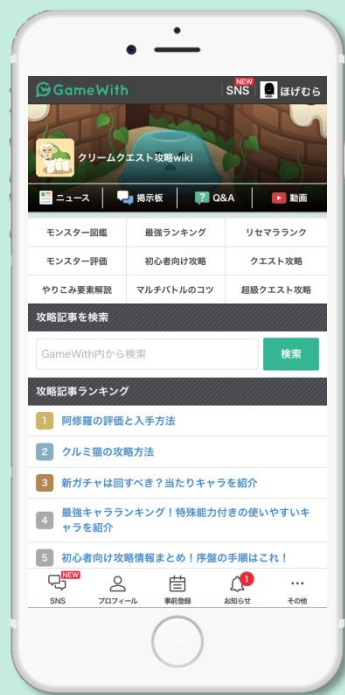 GameWith
NEW
SNS
ほげむら
クリームクエスト攻略wiki
ニュース
掲示板
Q&A
動画
モンスター図鑑
最強ランキング
リセマラランク
モンスター評価
初心者向け攻略
クエスト攻略
やりこみ要素解説
マルチバトルのコツ
超級クエスト攻略
攻略記事を検索
GameWith内から検索
検索
攻略記事ランキング
1 阿修羅の評価と入手方法
2 クルミ猫の攻略方法
3 新ガチャは回すべき？当たりキャラを紹介
4 最強キャラランキング！特殊能力付きの使いやすいキ
ャラを紹介
5 初心者向け攻略情報まとめ！序盤の手順はこれ！
NEW
1
SNS
プロフィール
事前登録
お知らせ
その他